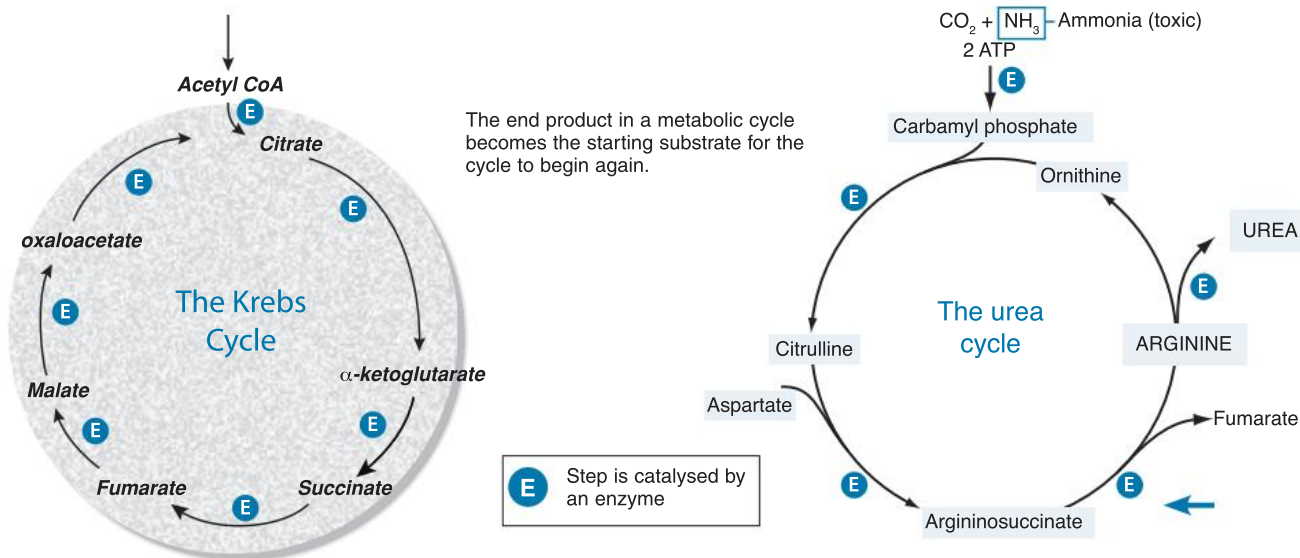 Acetyl CoA
E
Citrate
E
E
oxaloacetate
E
The Krebs
Cycle
Malate
α-ketoglutarate
E
E
Fumarate
E
Succinate
The end product in a metabolic cycle
becomes the starting substrate for the
cycle to begin again.
E Step is catalysed by
an enzyme
CO2 + NH3 Ammonia (toxic)
2 ATP
E
Carbamyl phosphate
Ornithine
E
UREA
E
The urea
cycle
Citrulline
ARGININE
Aspartate
Fumarate
E
E
Argininosuccinate